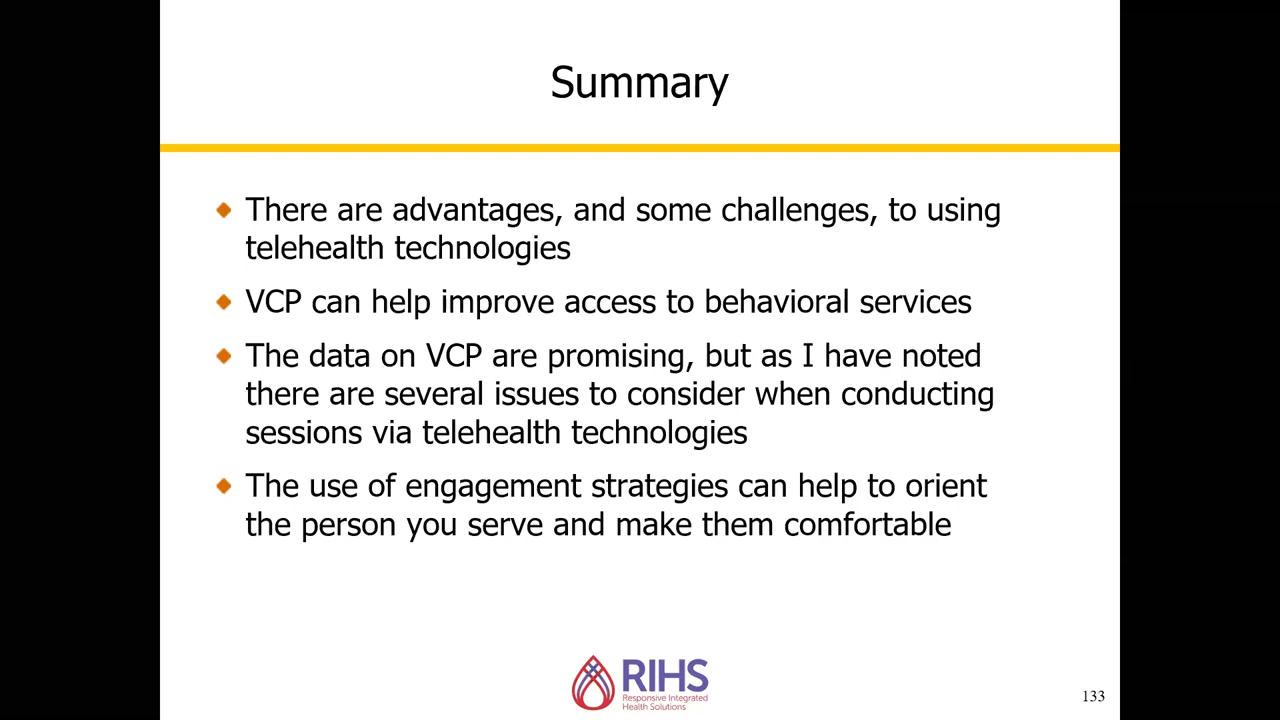 Summary
There are advantages, and some challenges, to using
telehealth technologies
VCP can help improve access to behavioral services
The data on VCP are promising, but as I have noted
there are several issues to consider when conducting
sessions via telehealth technologies
The use of engagement strategies can help to orient
the person you serve and make them comfortable
RIHS
Responsive Integrated
Health Solutions
133